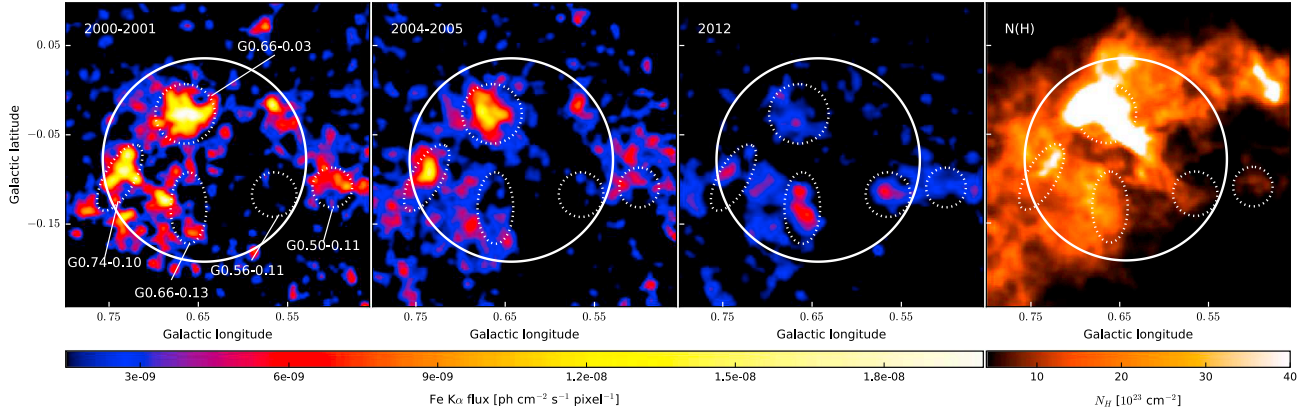 2000-2001
2004-2005
2012
N(H)
G0.66-0.03
G0.74-0.10
G0.66-0.13
G0.56-0.11
G0.50-0.11
0.05
−0.05
−0.15
Galactic latitude
0.75 0.65 0.55
0.75 0.65 0.55
0.75 0.65 0.55
0.75 0.65 0.55
Galactic longitude
Galactic longitude
Galactic longitude
Galactic longitude
3e-09 6e-09 9e-09 1.2e-08 1.5e-08 1.8e-08
10 20 30 40
Fe Kα flux [ph cm⁻² s⁻¹ pixel⁻¹]
N_H [10²³ cm⁻²]